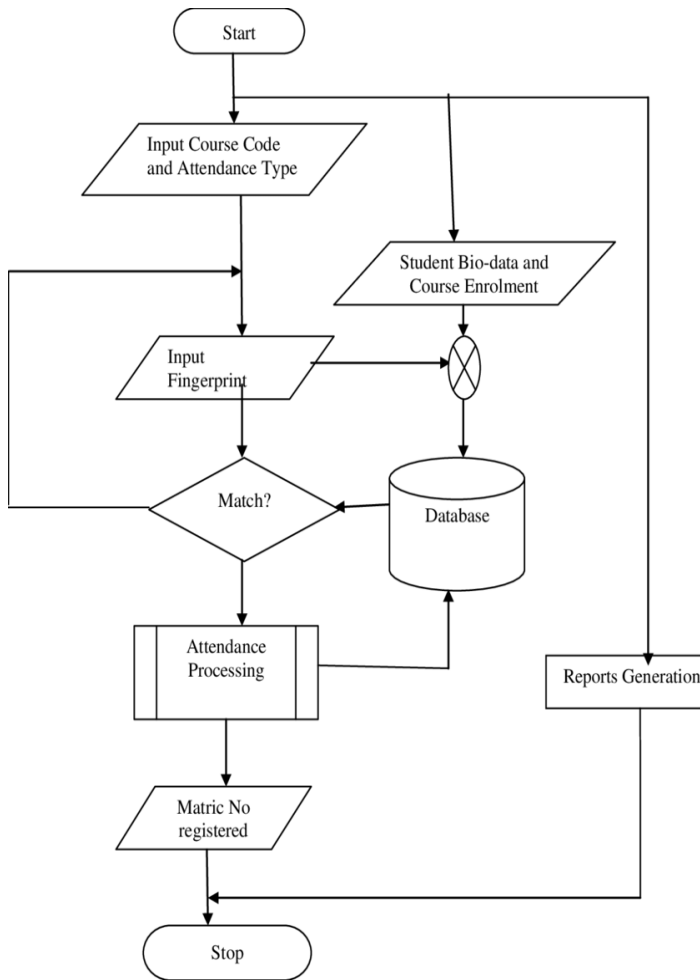 Start
Input Course Code
and Attendance Type
Student Bio-data and
Course Enrolment
Input
Fingerprint
Match?
Database
Attendance
Processing
Reports Generation
Matric No
registered
Stop